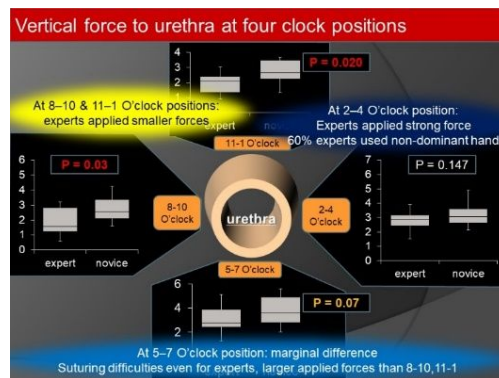 Vertical force to urethra at four clock positions
4
3
2
1
P = 0.020
At 8–10 & 11–1 O'clock positions:
experts applied smaller forces
expert novice
11-1 O'clock
At 2–4 O'clock position:
Experts applied strong force
60% experts used non-dominant hand
6
5
4
3
2
1
0
P = 0.03
expert novice
8-10
O'clock
urethra
2-4
O'clock
7
6
5
4
3
2
1
0
P = 0.147
expert novice
5-7 O'clock
6
4
2
P = 0.07
At 5–7 O'clock position: marginal difference
Suturing difficulties even for experts, larger applied forces than 8-10,11-1